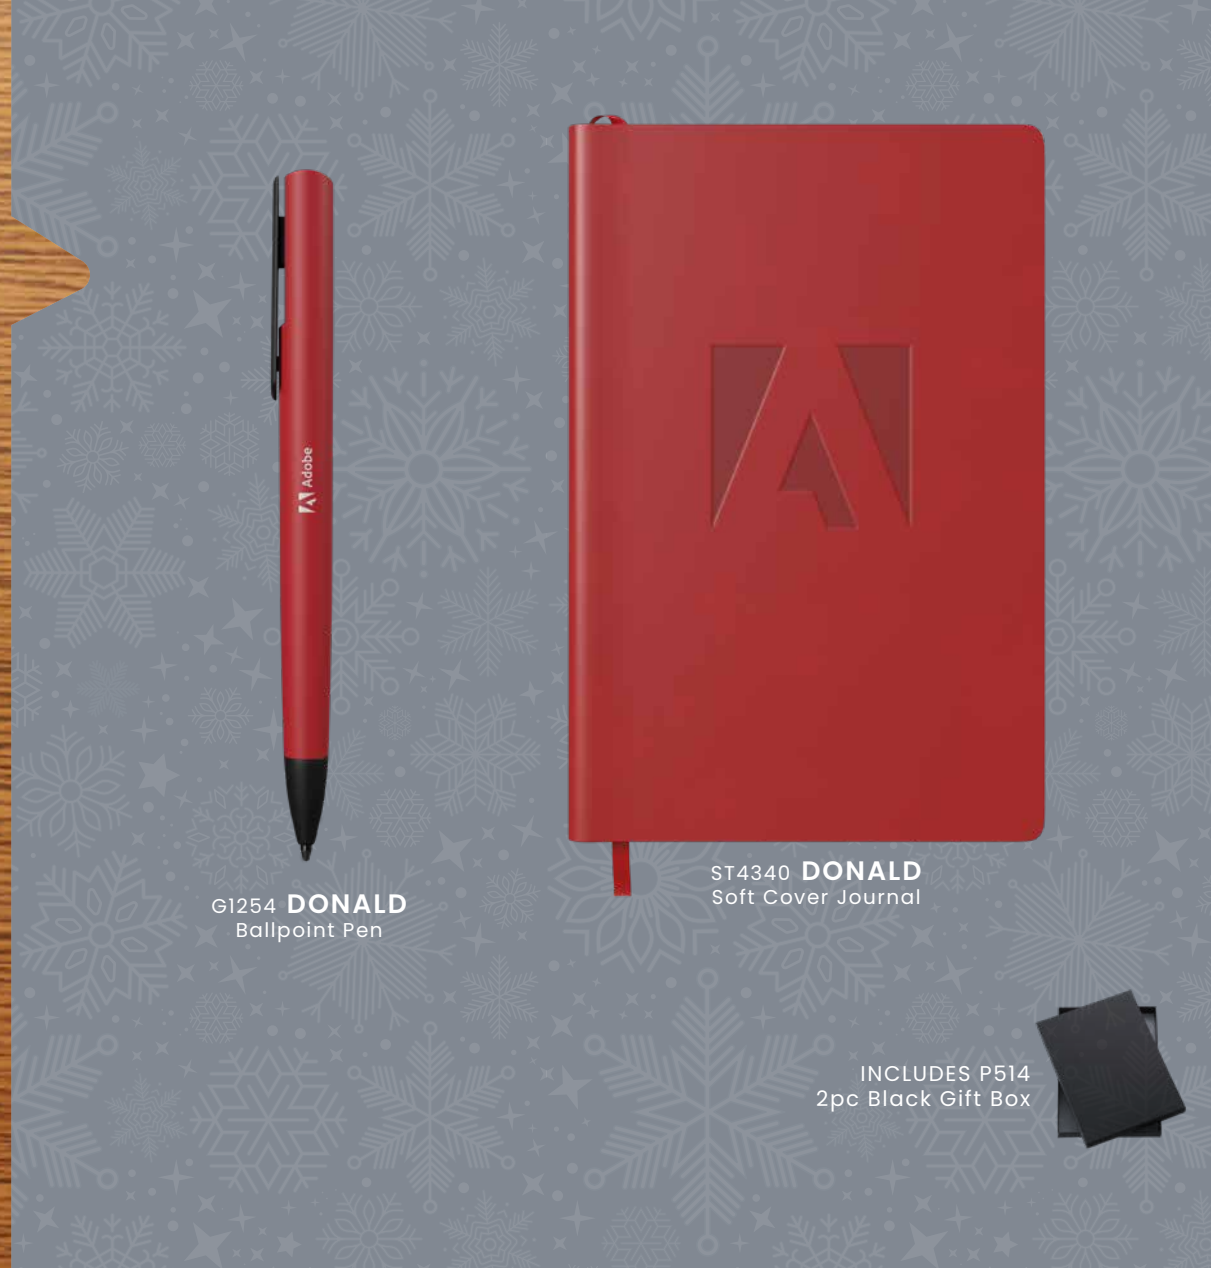 Adobe
G1254 DONALD
Ballpoint Pen
ST4340 DONALD
Soft Cover Journal
INCLUDES P514
2pc Black Gift Box